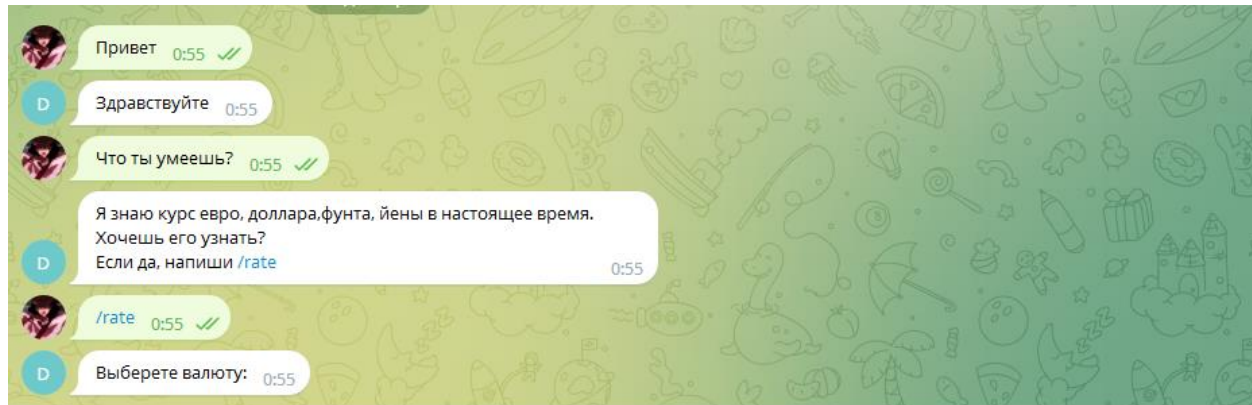 Привет 0:55
D
Здравствуйте 0:55
Что ты умеешь? 0:55
Я знаю курс евро, доллара,фунта, йены в настоящее время.
Хочешь его узнать?
D
Если да, напиши /rate 0:55
/rate 0:55
D
Выберете валюту: 0:55